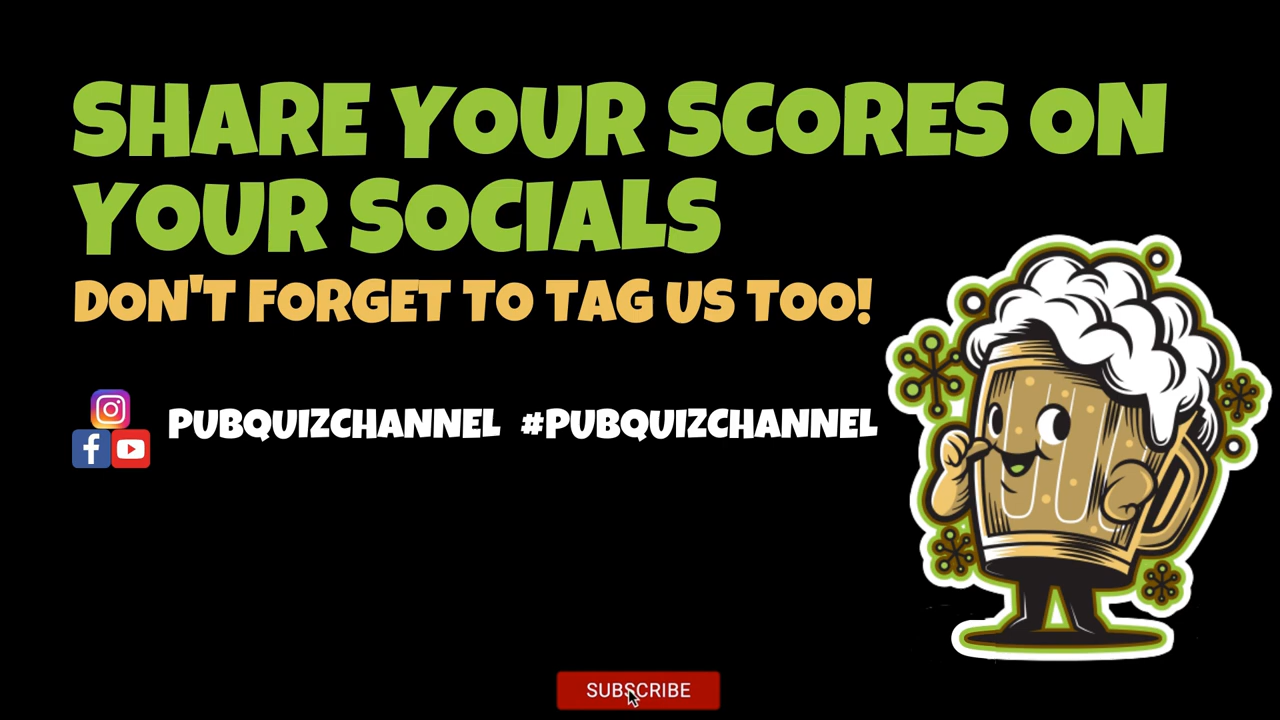 SHARE YOUR SCORES ON
YOUR SOCIALS
DON'T FORGET TO TAG US TOO!
PUBQUIZCHANNEL #PUBQUIZCHANNEL
SUBSCRIBE